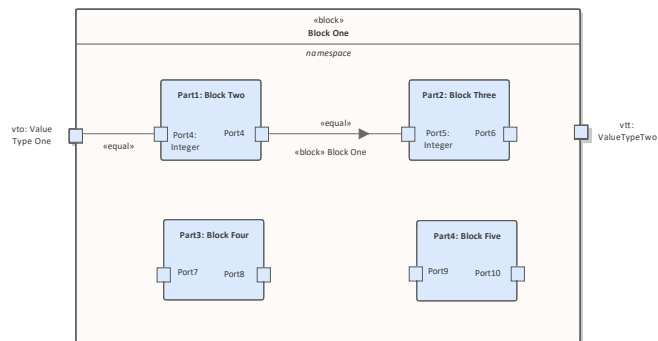 «block»
Block One
namespace
Part1: Block Two
Part2: Block Three
vto: Value
Type One
«equal»
Port4:
Integer
Port4
«equal»
«block» Block One
Port5:
Integer
Port6
vtt:
ValueTypeTwo
Part3: Block Four
Part4: Block Five
Port7
Port8
Port9
Port10